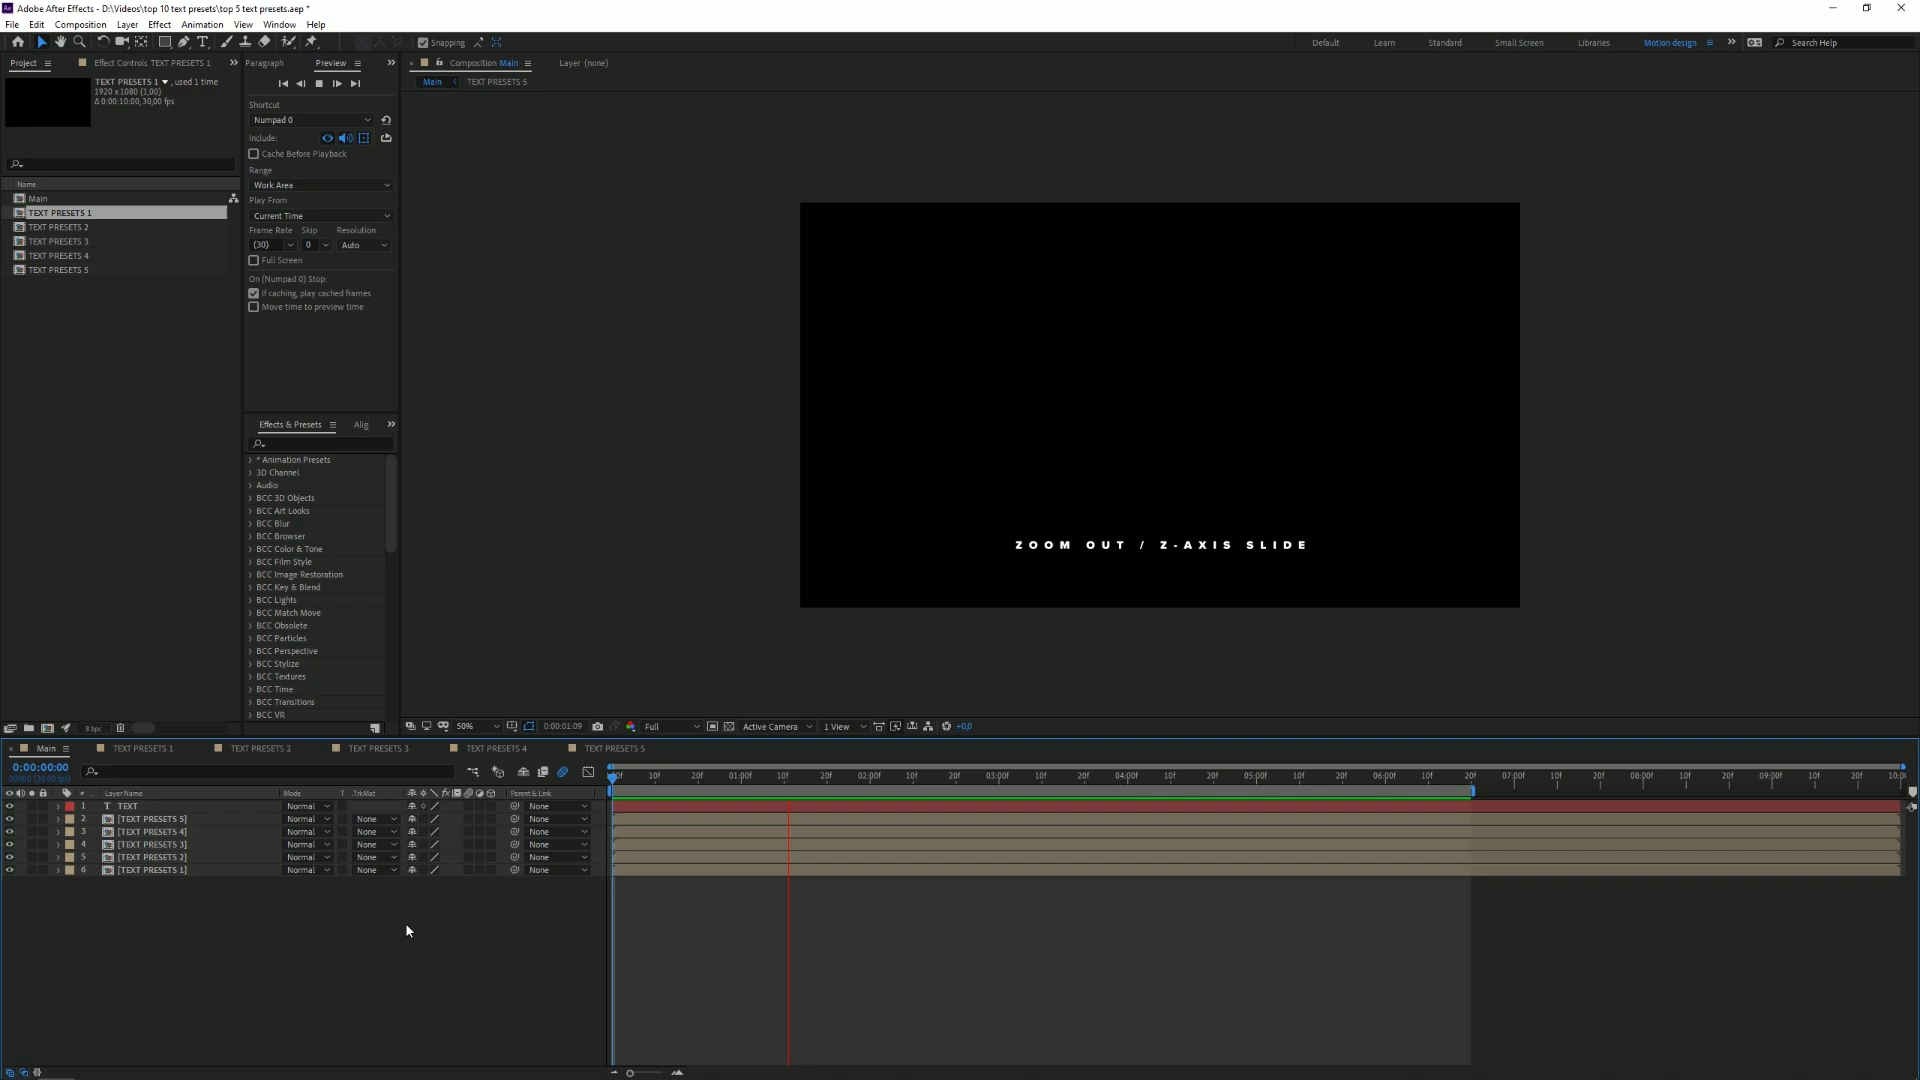 Adobe After Effects - D:\Videos\top 10 text presets\top 5 text presets.aep *
File Edit Composition Layer Effect Animation View Window Help
Snapping
Default Learn Standard Small Screen Libraries Motion design Search Help
Project Effect Controls TEXT PRESETS 1
Paragraph Preview
Composition Main Layer (none)
Main TEXT PRESETS 5
TEXT PRESETS 1 , used 1 time
1920 x 1080 (1,00)
Δ 0:00:10:00, 30,00 fps
Name
Main
TEXT PRESETS 1
TEXT PRESETS 2
TEXT PRESETS 3
TEXT PRESETS 4
TEXT PRESETS 5
8 bpc
Shortcut
Numpad 0
Include:
Cache Before Playback
Range
Work Area
Play From
Current Time
Frame Rate Skip Resolution
(30) 0 Auto
Full Screen
On (Numpad 0) Stop:
If caching, play cached frames
Move time to preview time
Effects & Presets Alig
* Animation Presets
3D Channel
Audio
BCC 3D Objects
BCC Art Looks
BCC Blur
BCC Browser
BCC Color & Tone
BCC Film Style
BCC Image Restoration
BCC Key & Blend
BCC Lights
BCC Match Move
BCC Obsolete
BCC Particles
BCC Perspective
BCC Stylize
BCC Textures
BCC Time
BCC Transitions
BCC VR
ZOOM OUT / Z-AXIS SLIDE
50% 0:00:01:09 Full Active Camera 1 View +0,0
Main TEXT PRESETS 1 TEXT PRESETS 2 TEXT PRESETS 3 TEXT PRESETS 4 TEXT PRESETS 5
0:00:00:00
00000 (30.00 fps)
10f 20f 01:00f 10f 20f 02:00f 10f 20f 03:00f 10f 20f 04:00f 10f 20f 05:00f 10f 20f 06:00f 10f 20f 07:00f 10f 20f 08:00f 10f 20f 09:00f 10f 20f 10:0
# Layer Name Mode T .TrkMat Parent & Link
1 T TEXT Normal None
2 [TEXT PRESETS 5] Normal None None
3 [TEXT PRESETS 4] Normal None None
4 [TEXT PRESETS 3] Normal None None
5 [TEXT PRESETS 2] Normal None None
6 [TEXT PRESETS 1] Normal None None